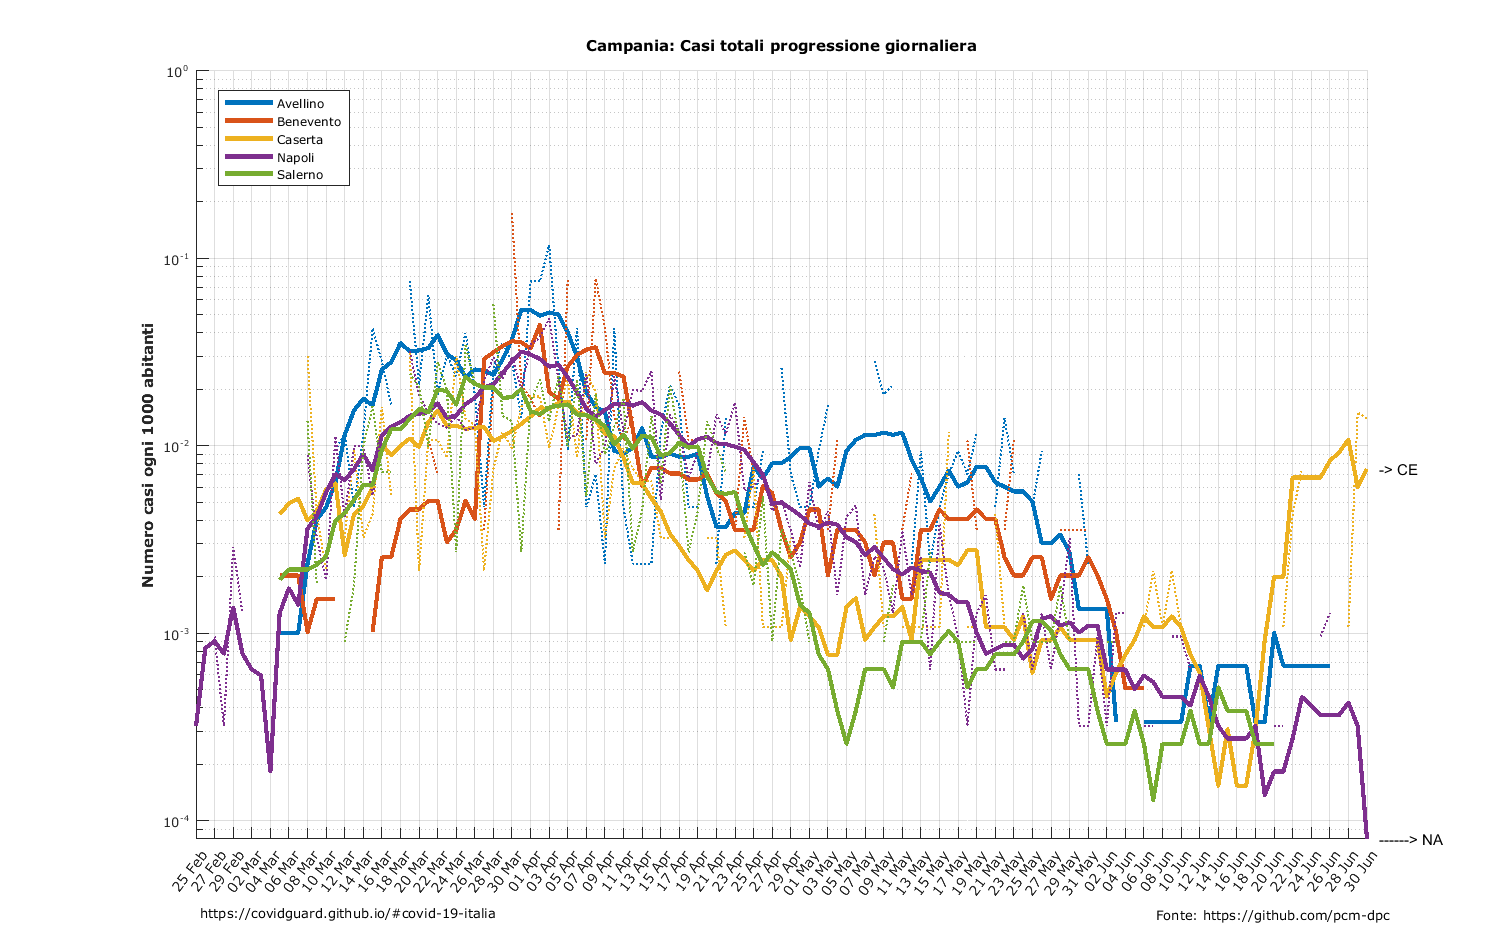 Campania: Casi totali progressione giornaliera
Numero casi ogni 1000 abitanti
10^0
10^-1
10^-2
10^-3
10^-4
Avellino
Benevento
Caserta
Napoli
Salerno
-> CE
------> NA
25 Feb
27 Feb
29 Feb
02 Mar
04 Mar
06 Mar
08 Mar
10 Mar
12 Mar
14 Mar
16 Mar
18 Mar
20 Mar
22 Mar
24 Mar
26 Mar
28 Mar
30 Mar
01 Apr
03 Apr
05 Apr
07 Apr
09 Apr
11 Apr
13 Apr
15 Apr
17 Apr
19 Apr
21 Apr
23 Apr
25 Apr
27 Apr
29 Apr
01 May
03 May
05 May
07 May
09 May
11 May
13 May
15 May
17 May
19 May
21 May
23 May
25 May
27 May
29 May
31 May
02 Jun
04 Jun
06 Jun
08 Jun
10 Jun
12 Jun
14 Jun
16 Jun
18 Jun
20 Jun
22 Jun
24 Jun
26 Jun
28 Jun
30 Jun
https://covidguard.github.io/#covid-19-italia
Fonte: https://github.com/pcm-dpc